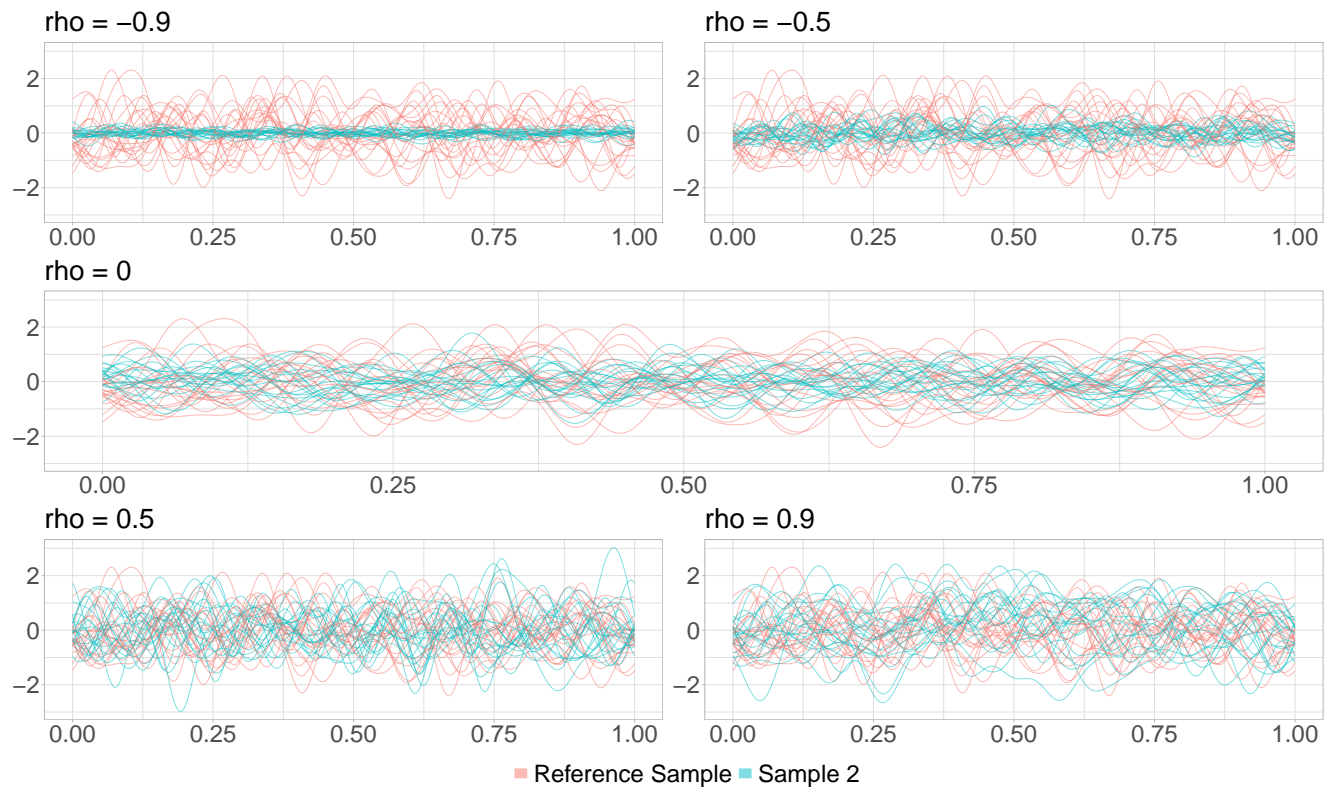 rho = −0.9 rho = −0.5
2 2
0 0
−2 −2
0.00 0.25 0.50 0.75 1.00 0.00 0.25 0.50 0.75 1.00
rho = 0
2
0
−2
0.00 0.25 0.50 0.75 1.00
rho = 0.5 rho = 0.9
2 2
0 0
−2 −2
0.00 0.25 0.50 0.75 1.00 0.00 0.25 0.50 0.75 1.00
Reference Sample Sample 2